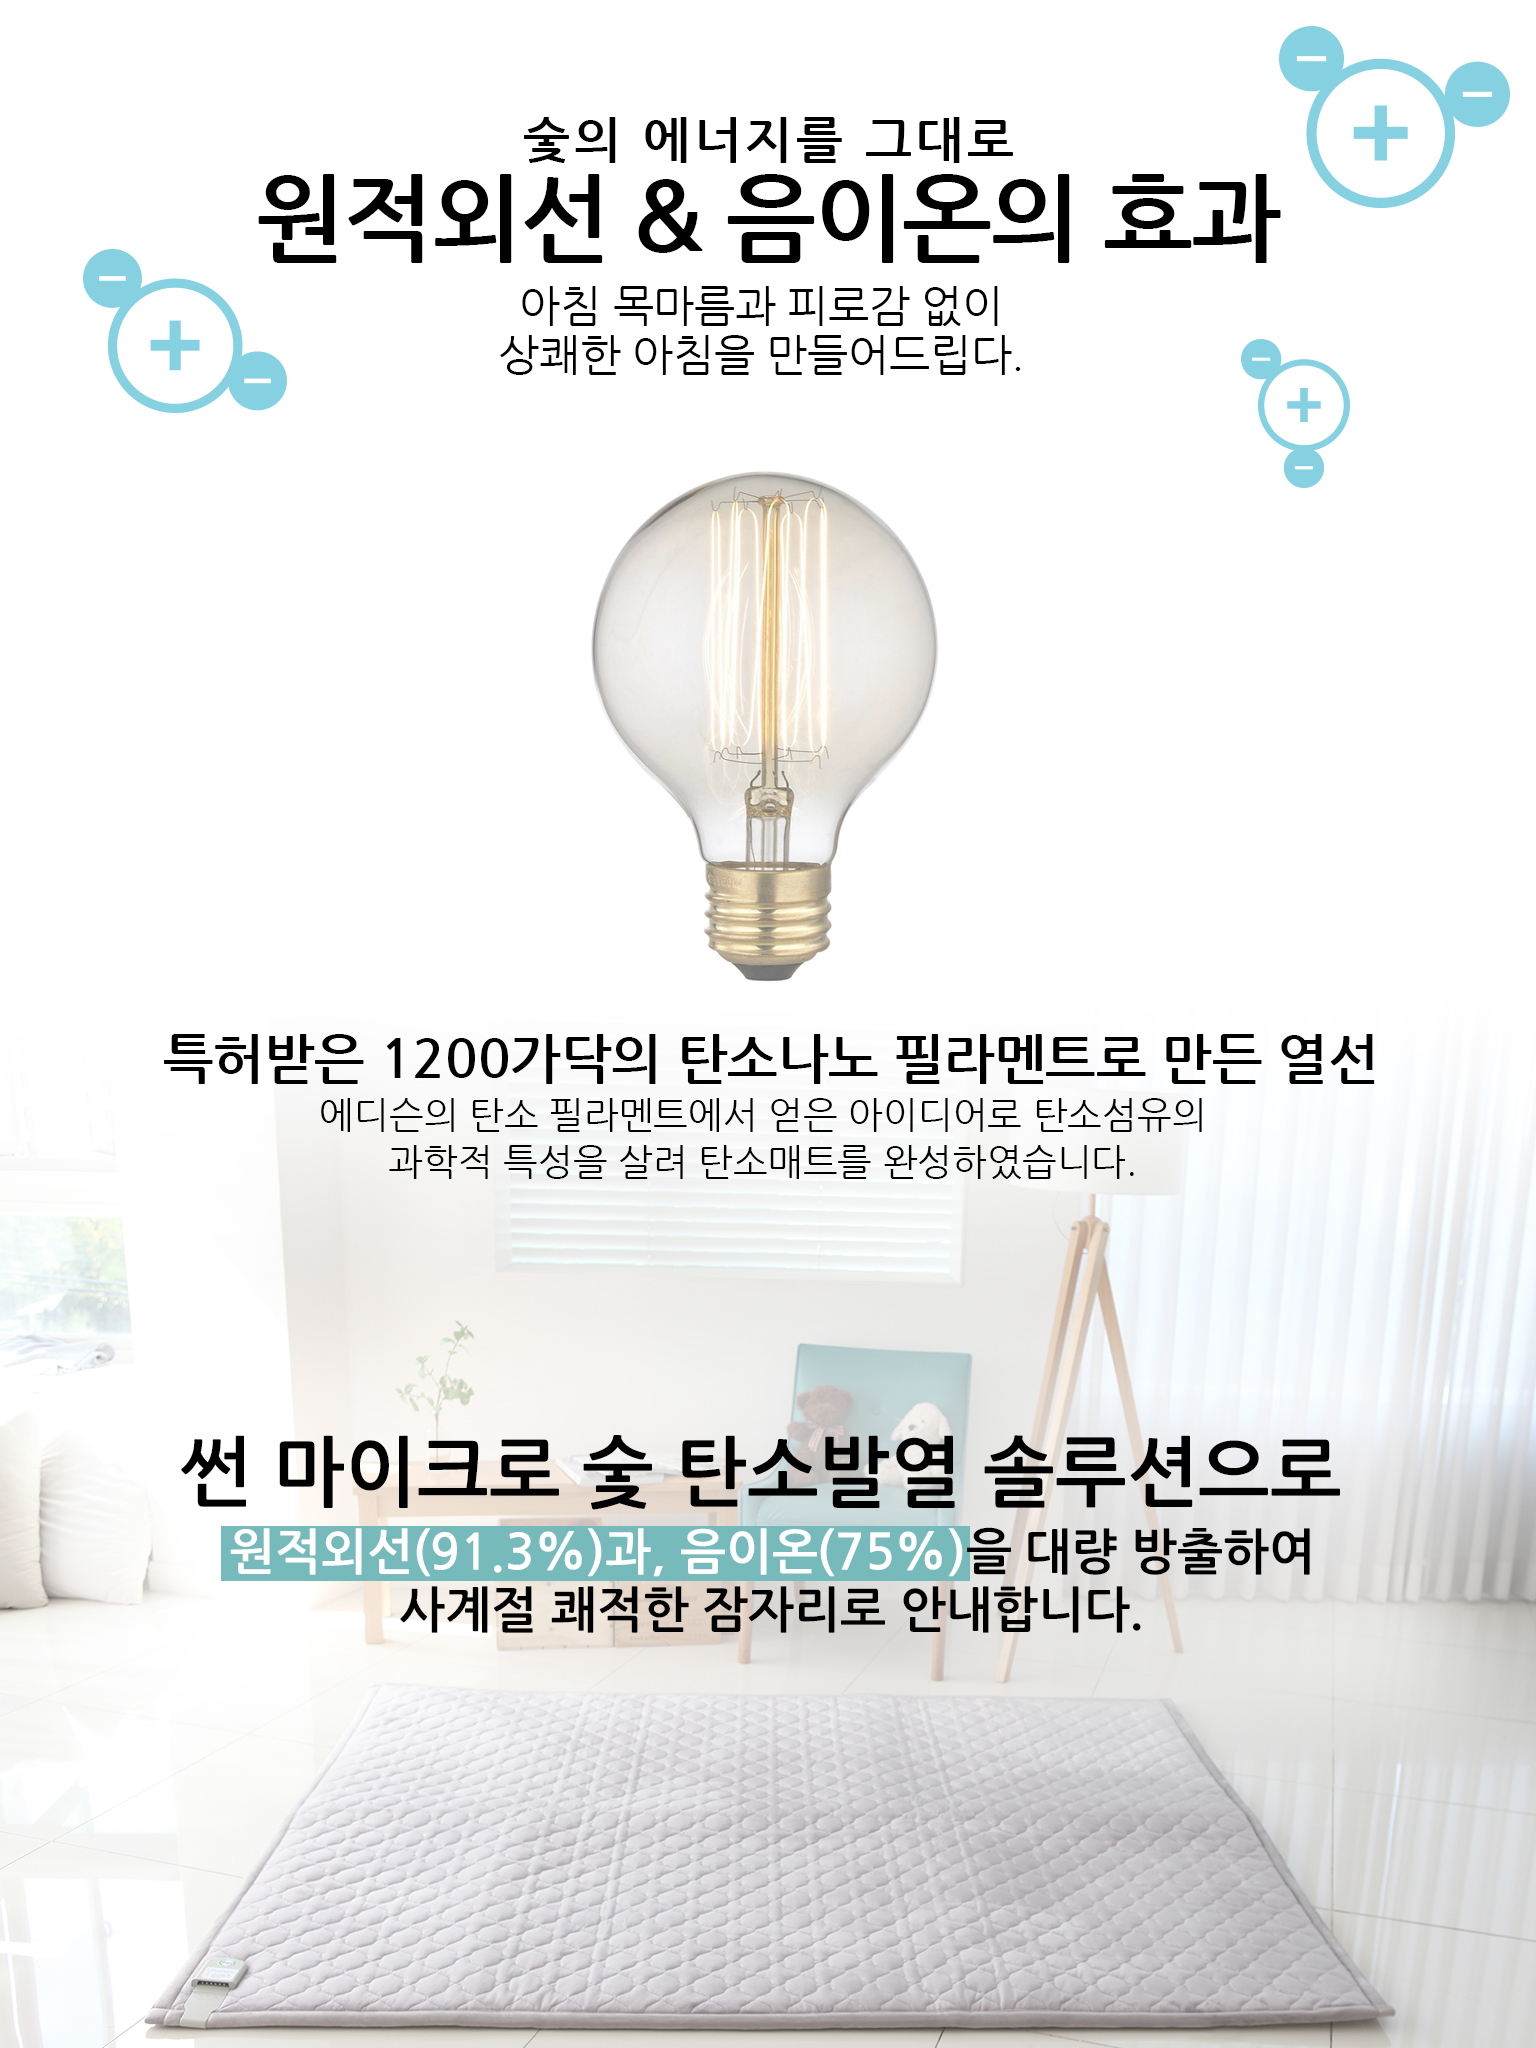 숯의 에너지를 그대로
원적외선 & 음이온의 효과
아침 목마름과 피로감 없이
상쾌한 아침을 만들어드립다.
특허받은 1200가닥의 탄소나노 필라멘트로 만든 열선
에디슨의 탄소 필라멘트에서 얻은 아이디어로 탄소섬유의
과학적 특성을 살려 탄소매트를 완성하였습니다.
썬 마이크로 숯 탄소발열 솔루션으로
원적외선(91.3%)과, 음이온(75%)을 대량 방출하여
사계절 쾌적한 잠자리로 안내합니다.